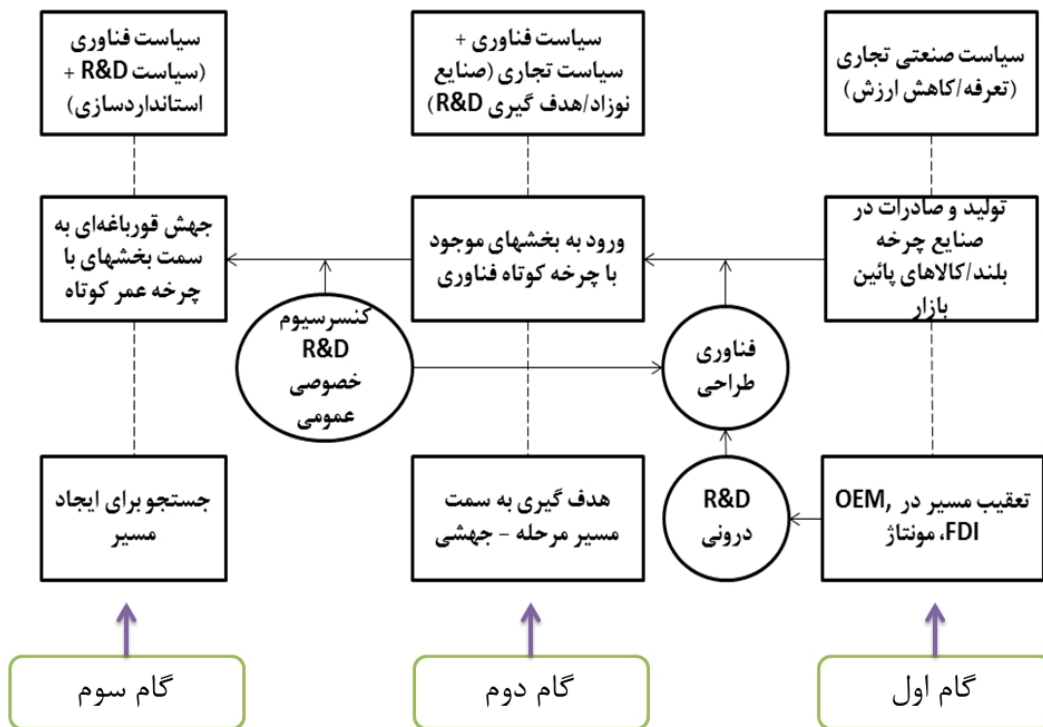 سیاست صنعتی تجاری
(تعرفه/کاهش ارزش)
سیاست فناوری +
سیاست تجاری (صنایع
نوزاد/هدف گیری R&D)
سیاست فناوری
(سیاست R&D +
استانداردسازی)
تولید و صادرات در
صنایع چرخه
بلند/کالاهای پائین
بازار
ورود به بخشهای موجود
با چرخه کوتاه فناوری
جهش قورباغه‌ای به
سمت بخشهای با
چرخه عمر کوتاه
فناوری
طراحی
کنسرسیوم
R&D
خصوصی
عمومی
تعقیب مسیر در OEM,
FDI، مونتاژ
R&D
درونی
هدف گیری به سمت
مسیر مرحله – جهشی
جستجو برای ایجاد
مسیر
گام اول
گام دوم
گام سوم